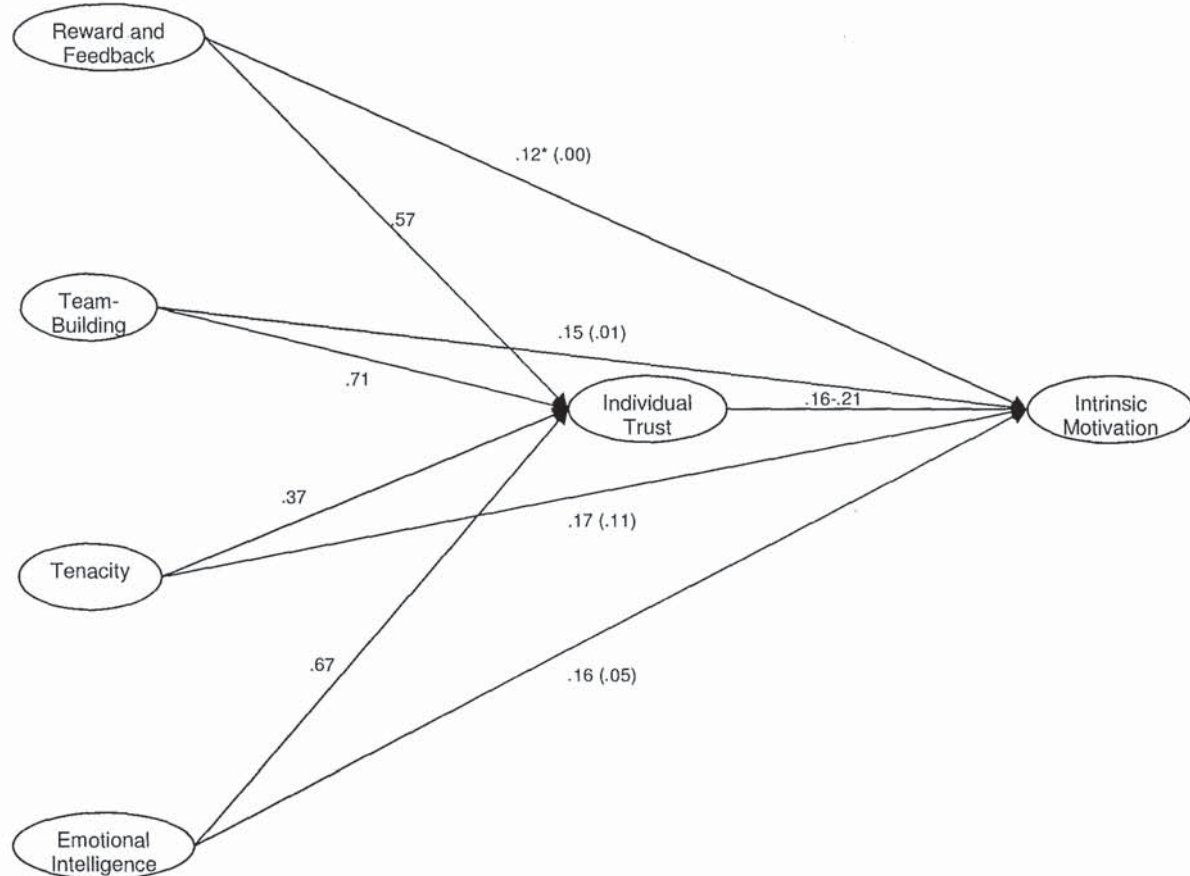 Reward and
Feedback
.12* (.00)
.57
Team-
Building
.15 (.01)
.71
Individual
Trust
.16-.21
Intrinsic
Motivation
.37
.17 (.11)
Tenacity
.67
.16 (.05)
Emotional
Intelligence